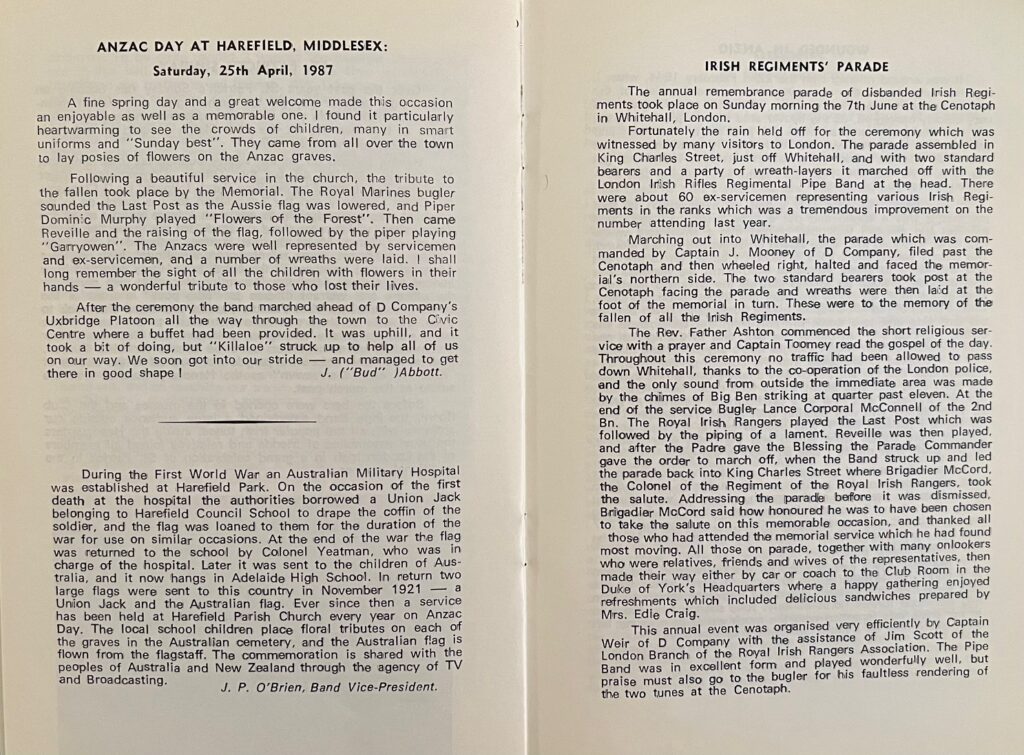 ANZAC DAY AT HAREFIELD, MIDDLESEX:
Saturday, 25th April, 1987
A fine spring day and a great welcome made this occasion
an enjoyable as well as a memorable one. I found it particularly
heartwarming to see the crowds of children, many in smart
uniforms and "Sunday best". They came from all over the town
to lay posies of flowers on the Anzac graves.
Following a beautiful service in the church, the tribute to
the fallen took place by the Memorial. The Royal Marines bugler
sounded the Last Post as the Aussie flag was lowered, and Piper
Dominic Murphy played "Flowers of the Forest". Then came
Reveille and the raising of the flag, followed by the piper playing
"Garryowen". The Anzacs were well represented by servicemen
and ex-servicemen, and a number of wreaths were laid. I shall
long remember the sight of all the children with flowers in their
hands — a wonderful tribute to those who lost their lives.
After the ceremony the band marched ahead of D Company's
Uxbridge Platoon all the way through the town to the Civic
Centre where a buffet had been provided. It was uphill, and it
took a bit of doing, but "Killaloe" struck up to help all of us
on our way. We soon got into our stride — and managed to get
there in good shape ! J. ("Bud" )Abbott.
During the First World War an Australian Military Hospital
was established at Harefield Park. On the occasion of the first
death at the hospital the authorities borrowed a Union Jack
belonging to Harefield Council School to drape the coffin of the
soldier, and the flag was loaned to them for the duration of the
war for use on similar occasions. At the end of the war the flag
was returned to the school by Colonel Yeatman, who was in
charge of the hospital. Later it was sent to the children of Aus-
tralia, and it now hangs in Adelaide High School. In return two
large flags were sent to this country in November 1921 — a
Union Jack and the Australian flag. Ever since then a service
has been held at Harefield Parish Church every year on Anzac
Day. The local school children place floral tributes on each of
the graves in the Australian cemetery, and the Australian flag is
flown from the flagstaff. The commemoration is shared with the
peoples of Australia and New Zealand through the agency of TV
and Broadcasting. J. P. O'Brien, Band Vice-President.
IRISH REGIMENTS' PARADE
The annual remembrance parade of disbanded Irish Regi-
ments took place on Sunday morning the 7th June at the Cenotaph
in Whitehall, London.
Fortunately the rain held off for the ceremony which was
witnessed by many visitors to London. The parade assembled in
King Charles Street, just off Whitehall, and with two standard
bearers and a party of wreath-layers it marched off with the
London Irish Rifles Regimental Pipe Band at the head. There
were about 60 ex-servicemen representing various Irish Regi-
ments in the ranks which was a tremendous improvement on the
number attending last year.
Marching out into Whitehall, the parade which was com-
manded by Captain J. Mooney of D Company, filed past the
Cenotaph and then wheeled right, halted and faced the memor-
ial's northern side. The two standard bearers took post at the
Cenotaph facing the parade and wreaths were then laid at the
foot of the memorial in turn. These were to the memory of the
fallen of all the Irish Regiments.
The Rev. Father Ashton commenced the short religious ser-
vice with a prayer and Captain Toomey read the gospel of the day.
Throughout this ceremony no traffic had been allowed to pass
down Whitehall, thanks to the co-operation of the London police,
and the only sound from outside the immediate area was made
by the chimes of Big Ben striking at quarter past eleven. At the
end of the service Bugler Lance Corporal McConnell of the 2nd
Bn. The Royal Irish Rangers played the Last Post which was
followed by the piping of a lament. Reveille was then played,
and after the Padre gave the Blessing the Parade Commander
gave the order to march off, when the Band struck up and led
the parade back into King Charles Street where Brigadier McCord,
the Colonel of the Regiment of the Royal Irish Rangers, took
the salute. Addressing the parade before it was dismissed,
Brigadier McCord said how honoured he was to have been chosen
to take the salute on this memorable occasion, and thanked all
those who had attended the memorial service which he had found
most moving. All those on parade, together with many onlookers
who were relatives, friends and wives of the representatives, then
made their way either by car or coach to the Club Room in the
Duke of York's Headquarters where a happy gathering enjoyed
refreshments which included delicious sandwiches prepared by
Mrs. Edie Craig.
This annual event was organised very efficiently by Captain
Weir of D Company with the assistance of Jim Scott of the
London Branch of the Royal Irish Rangers Association. The Pipe
Band was in excellent form and played wonderfully well, but
praise must also go to the bugler for his faultless rendering of
the two tunes at the Cenotaph.